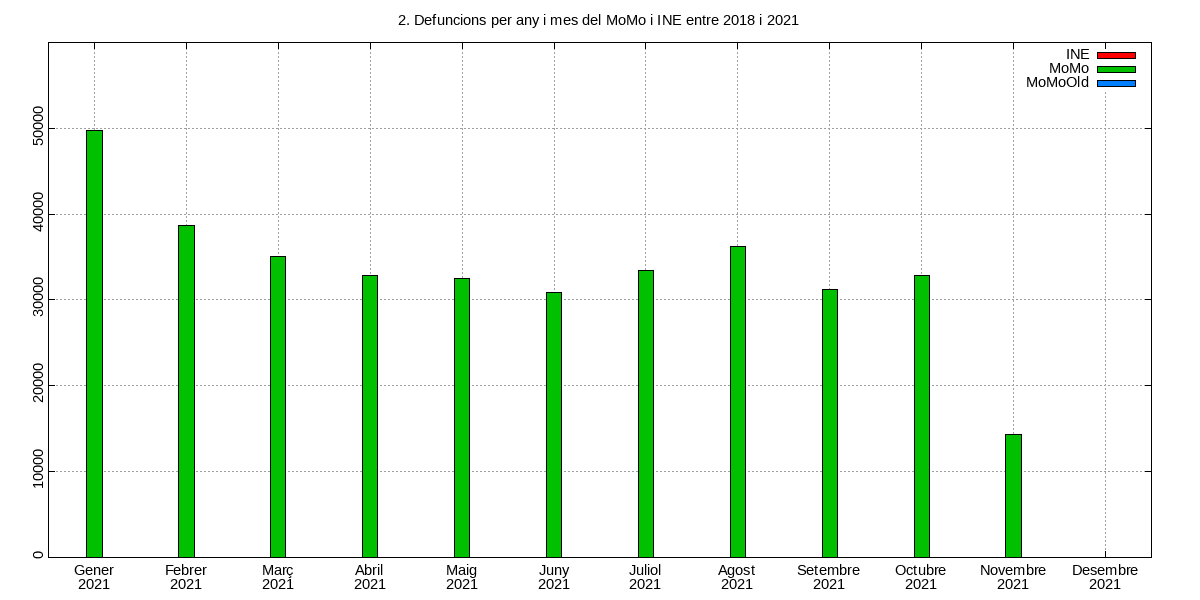 2. Defuncions per any i mes del MoMo i INE entre 2018 i 2021
INE
MoMo
MoMoOld
50000
40000
30000
20000
10000
0
Gener Febrer Març Abril Maig Juny Juliol Agost Setembre Octubre Novembre Desembre
2021 2021 2021 2021 2021 2021 2021 2021 2021 2021 2021 2021